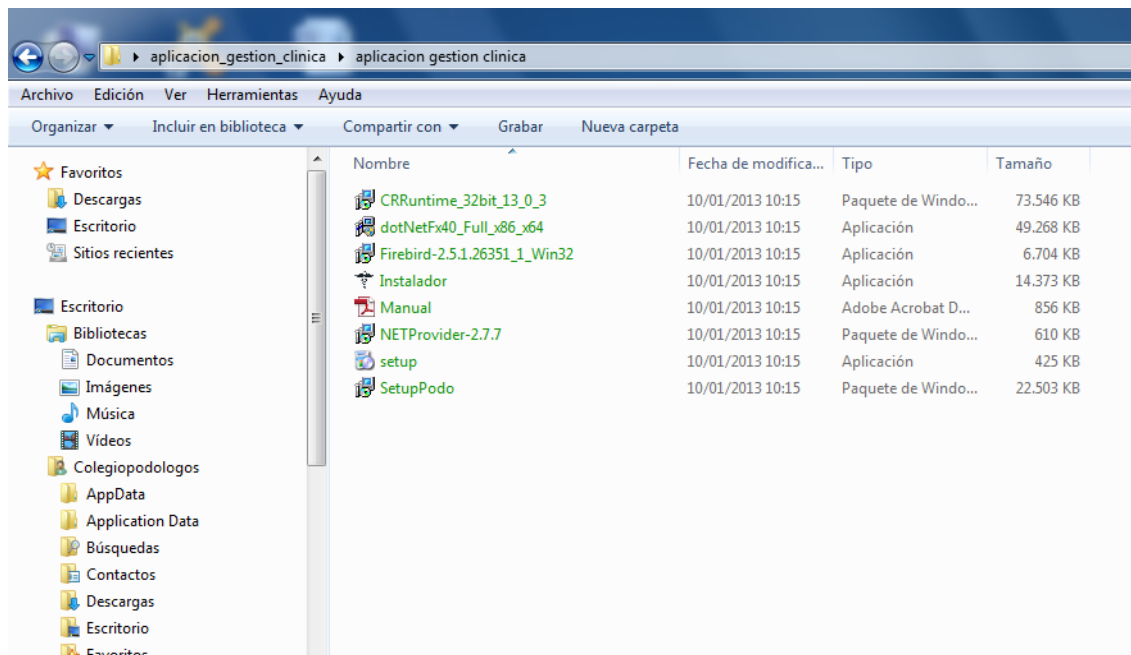 aplicacion_gestion_clinica ▸ aplicacion gestion clinica
Archivo Edición Ver Herramientas Ayuda
Organizar Incluir en biblioteca Compartir con Grabar Nueva carpeta
Favoritos
Descargas
Escritorio
Sitios recientes
Escritorio
Bibliotecas
Documentos
Imágenes
Música
Vídeos
Colegiopodologos
AppData
Application Data
Búsquedas
Contactos
Descargas
Escritorio
Favoritos
Nombre Fecha de modifica... Tipo Tamaño
CRRuntime_32bit_13_0_3 10/01/2013 10:15 Paquete de Windo... 73.546 KB
dotNetFx40_Full_x86_x64 10/01/2013 10:15 Aplicación 49.268 KB
Firebird-2.5.1.26351_1_Win32 10/01/2013 10:15 Aplicación 6.704 KB
Instalador 10/01/2013 10:15 Aplicación 14.373 KB
Manual 10/01/2013 10:15 Adobe Acrobat D... 856 KB
NETProvider-2.7.7 10/01/2013 10:15 Paquete de Windo... 610 KB
setup 10/01/2013 10:15 Aplicación 425 KB
SetupPodo 10/01/2013 10:15 Paquete de Windo... 22.503 KB